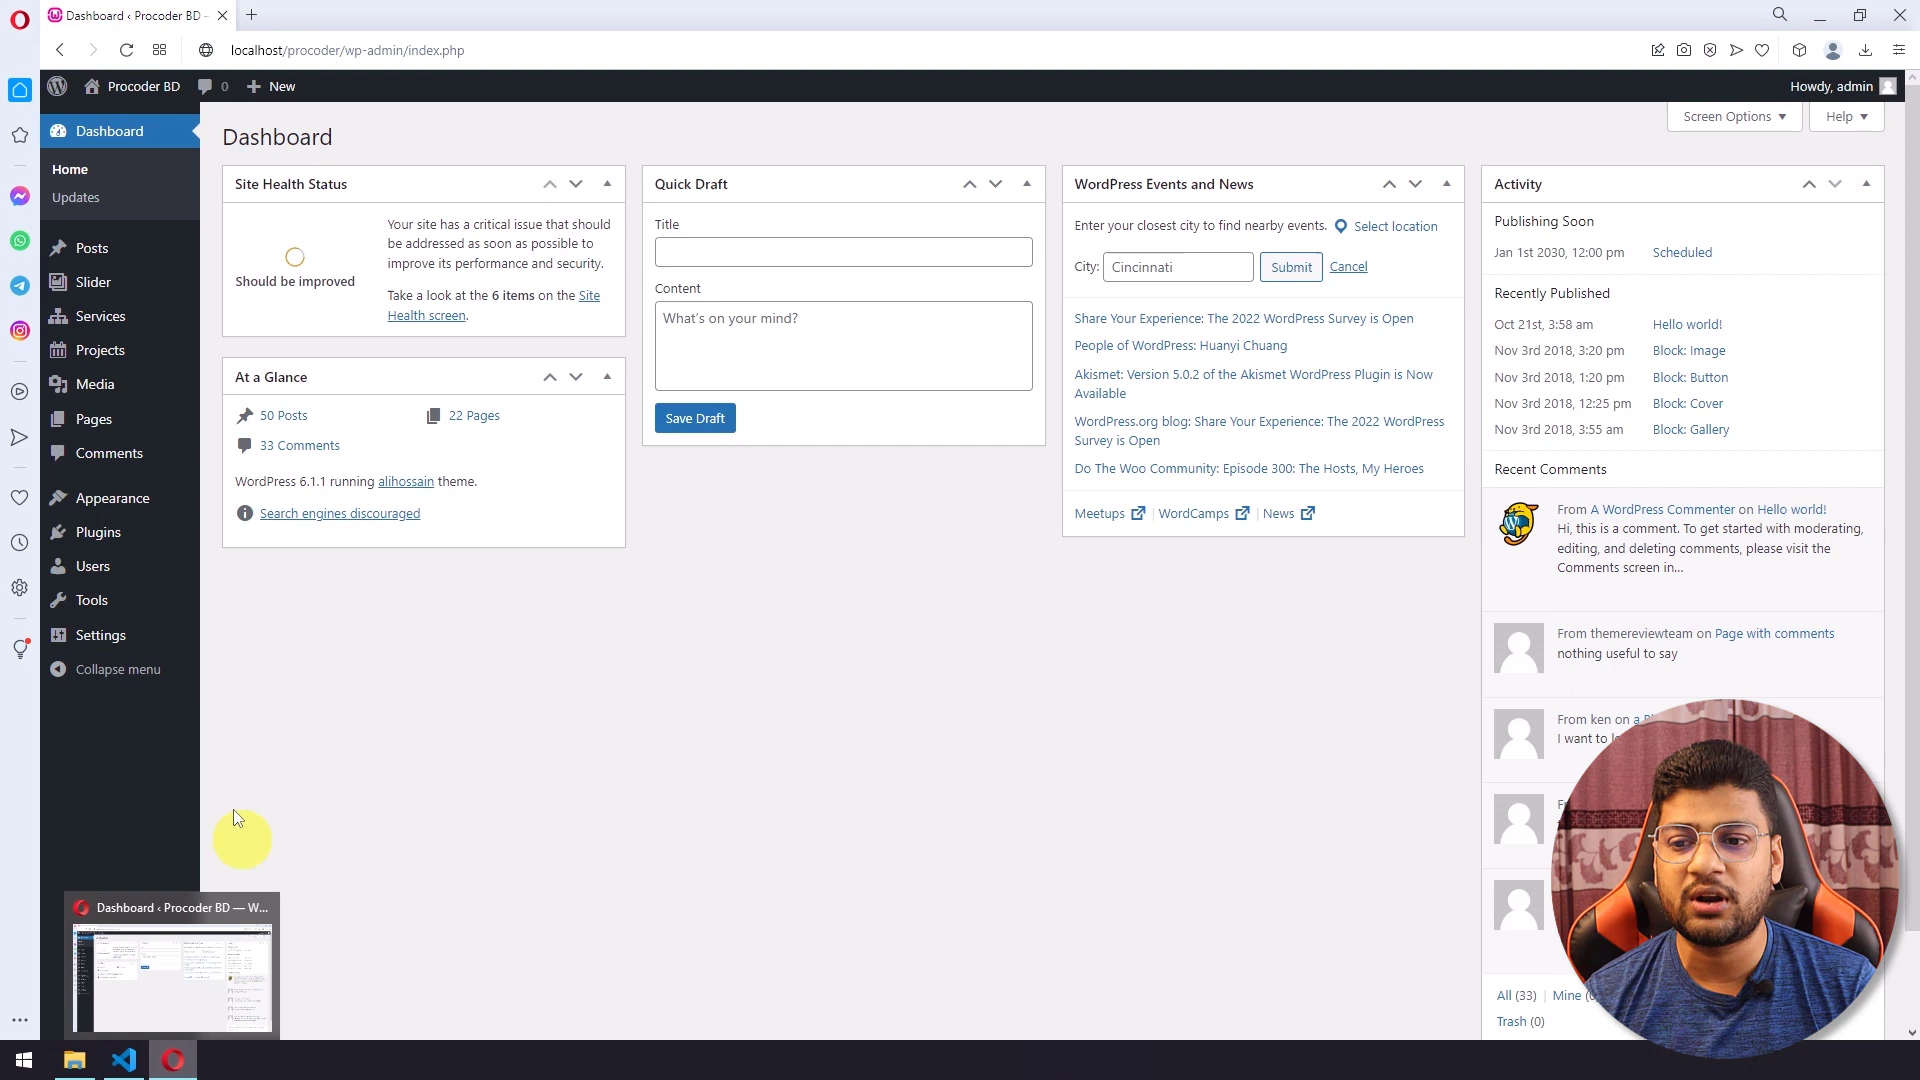 Dashboard ‹ Procoder BD -
localhost/procoder/wp-admin/index.php
Procoder BD
0
New
Howdy, admin
Screen Options
Help
Dashboard
Home
Updates
Posts
Slider
Services
Projects
Media
Pages
Comments
Appearance
Plugins
Users
Tools
Settings
Collapse menu
Dashboard
Site Health Status
Should be improved
Your site has a critical issue that should
be addressed as soon as possible to
improve its performance and security.
Take a look at the 6 items on the Site
Health screen.
At a Glance
50 Posts
22 Pages
33 Comments
WordPress 6.1.1 running alihossain theme.
Search engines discouraged
Quick Draft
Title
Content
What's on your mind?
Save Draft
WordPress Events and News
Enter your closest city to find nearby events. Select location
City: Cincinnati Submit Cancel
Share Your Experience: The 2022 WordPress Survey is Open
People of WordPress: Huanyi Chuang
Akismet: Version 5.0.2 of the Akismet WordPress Plugin is Now
Available
WordPress.org blog: Share Your Experience: The 2022 WordPress
Survey is Open
Do The Woo Community: Episode 300: The Hosts, My Heroes
Meetups | WordCamps | News
Activity
Publishing Soon
Jan 1st 2030, 12:00 pm Scheduled
Recently Published
Oct 21st, 3:58 am Hello world!
Nov 3rd 2018, 3:20 pm Block: Image
Nov 3rd 2018, 1:20 pm Block: Button
Nov 3rd 2018, 12:25 pm Block: Cover
Nov 3rd 2018, 3:55 am Block: Gallery
Recent Comments
From A WordPress Commenter on Hello world!
Hi, this is a comment. To get started with moderating,
editing, and deleting comments, please visit the
Comments screen in…
From themereviewteam on Page with comments
nothing useful to say
From ken on a
I want to
All (33) | Mine
Trash (0)
Dashboard ‹ Procoder BD — W...